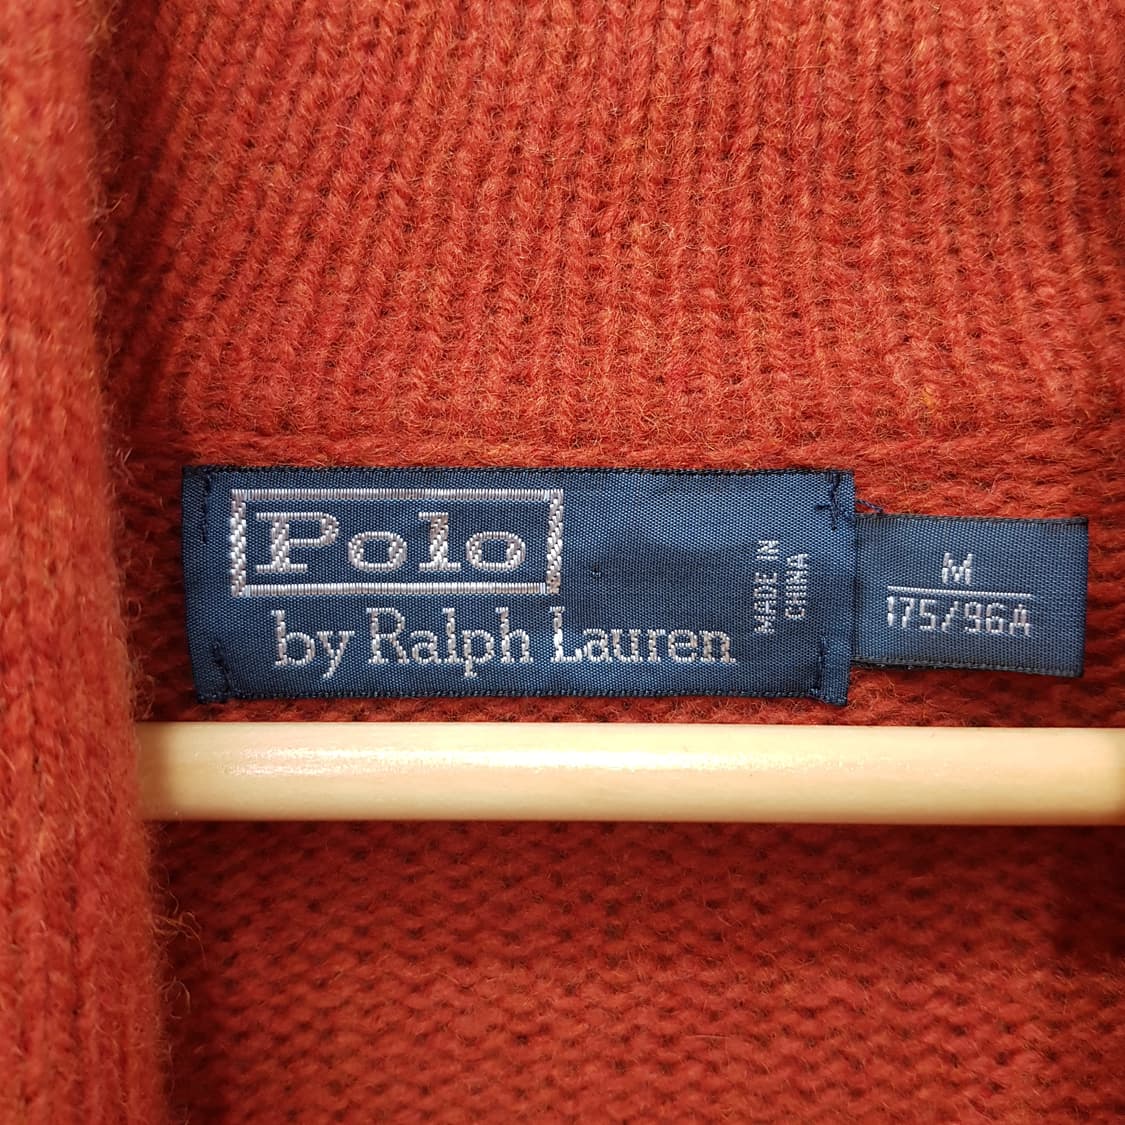 Polo
by Ralph Lauren
MADE IN
CHINA
M
175/96A